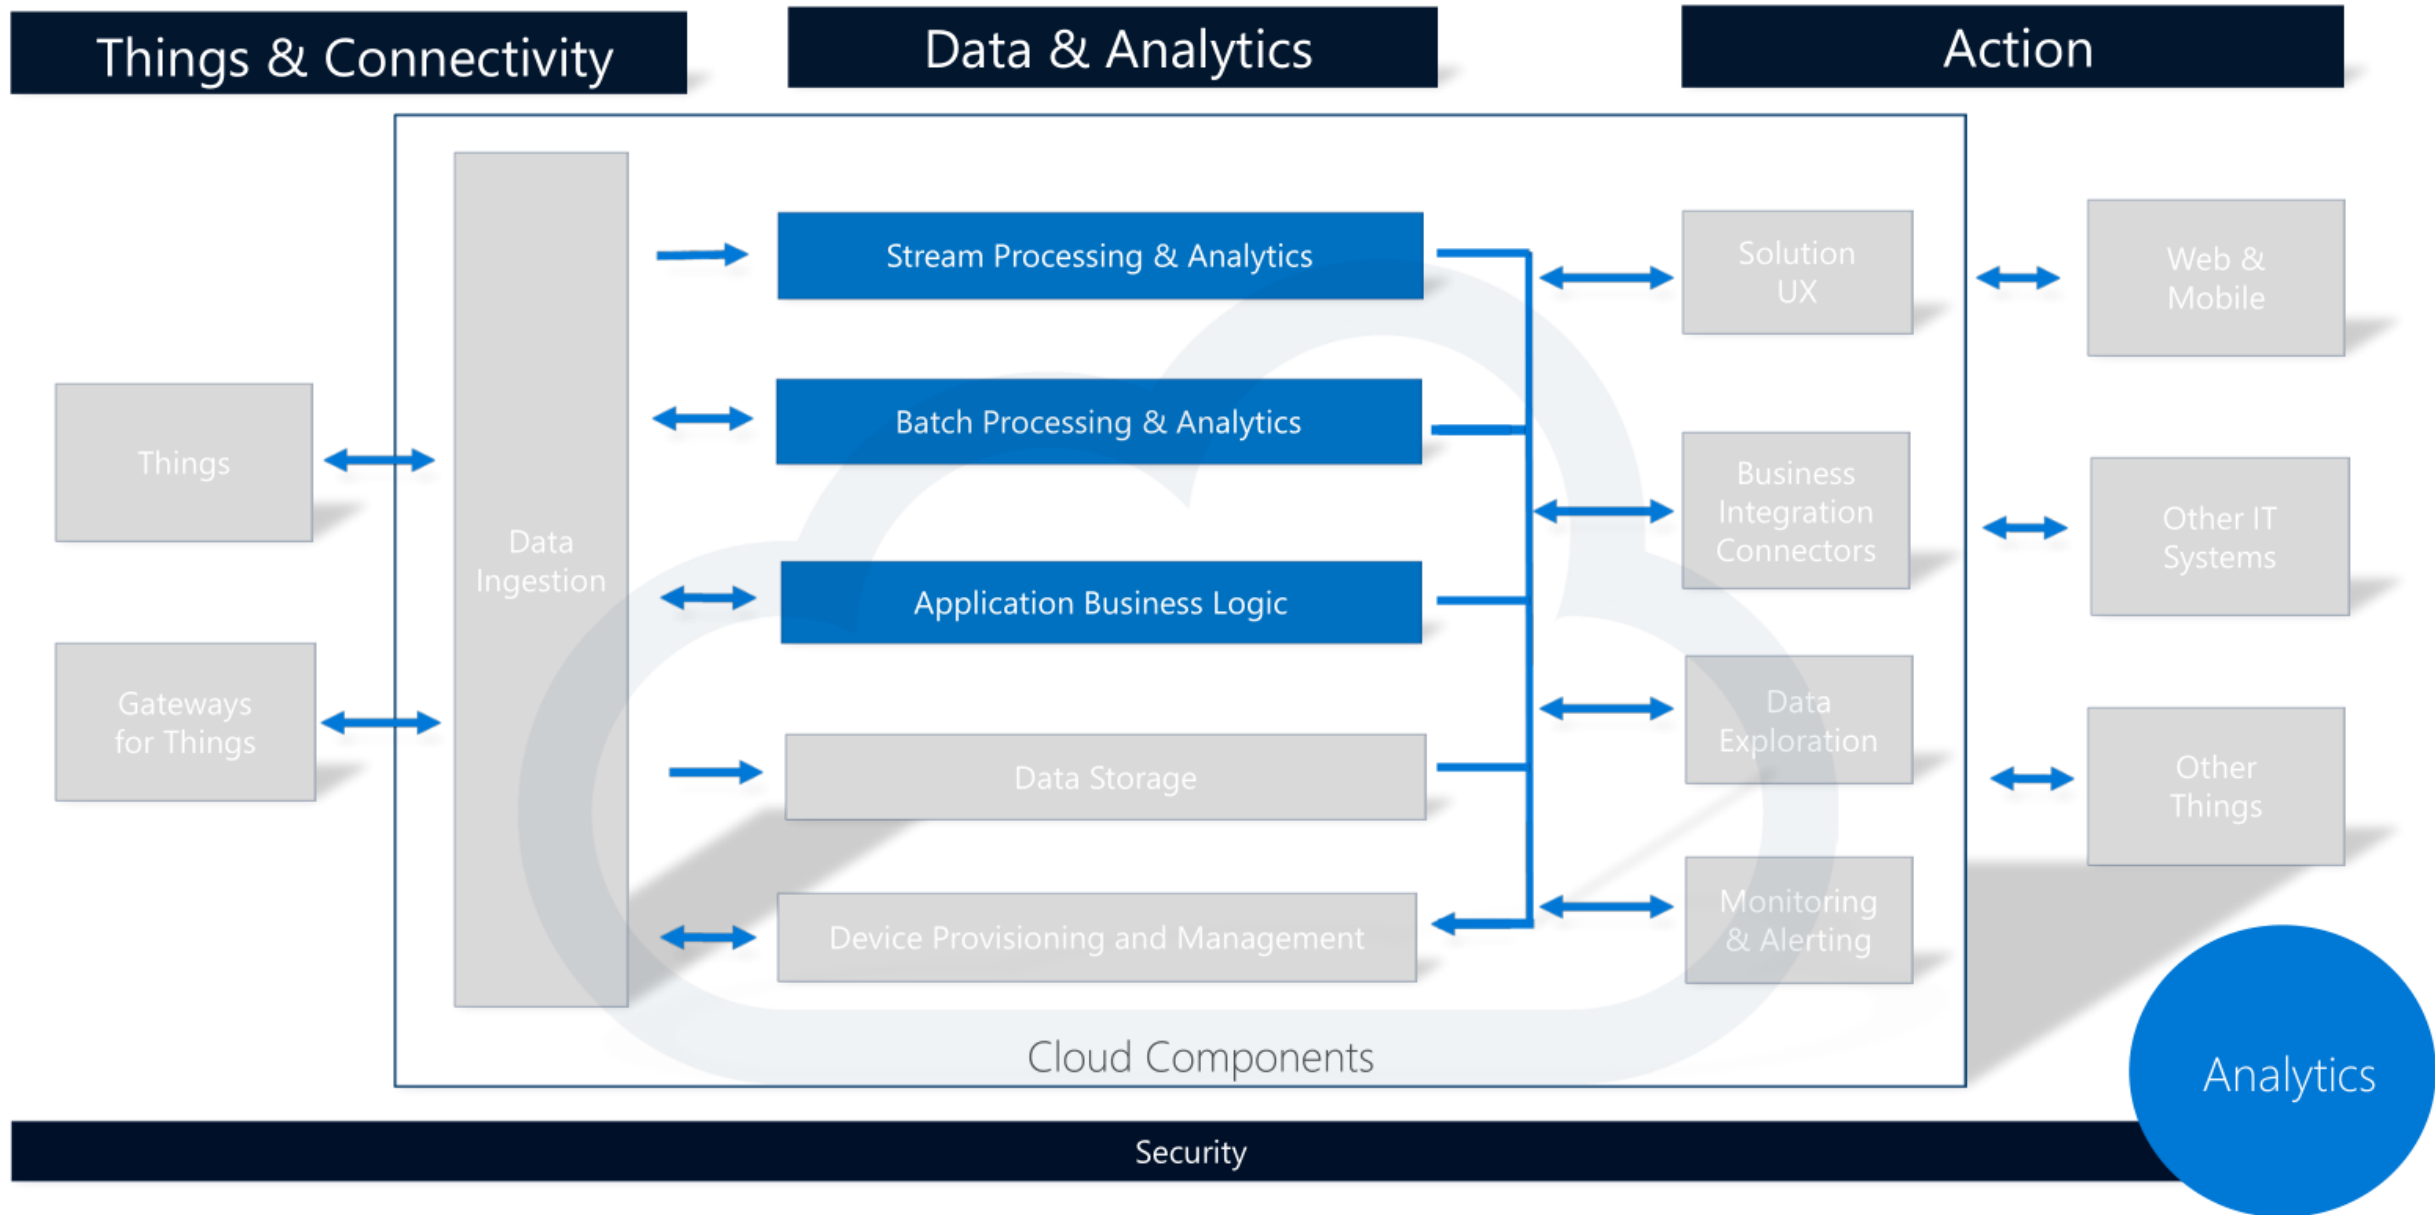 Things & Connectivity
Data & Analytics
Action
Things
Gateways
for Things
Data
Ingestion
Stream Processing & Analytics
Batch Processing & Analytics
Application Business Logic
Data Storage
Device Provisioning and Management
Solution
UX
Business
Integration
Connectors
Data
Exploration
Monitoring
& Alerting
Web &
Mobile
Other IT
Systems
Other
Things
Cloud Components
Analytics
Security